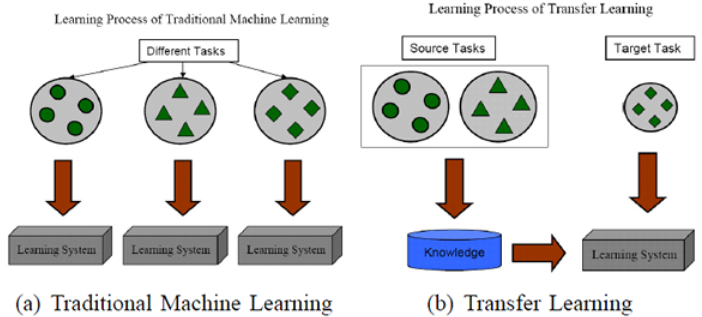 Learning Process of Traditional Machine Learning
Different Tasks
Learning System
Learning System
Learning System
(a) Traditional Machine Learning
Learning Process of Transfer Learning
Source Tasks
Target Task
Knowledge
Learning System
(b) Transfer Learning